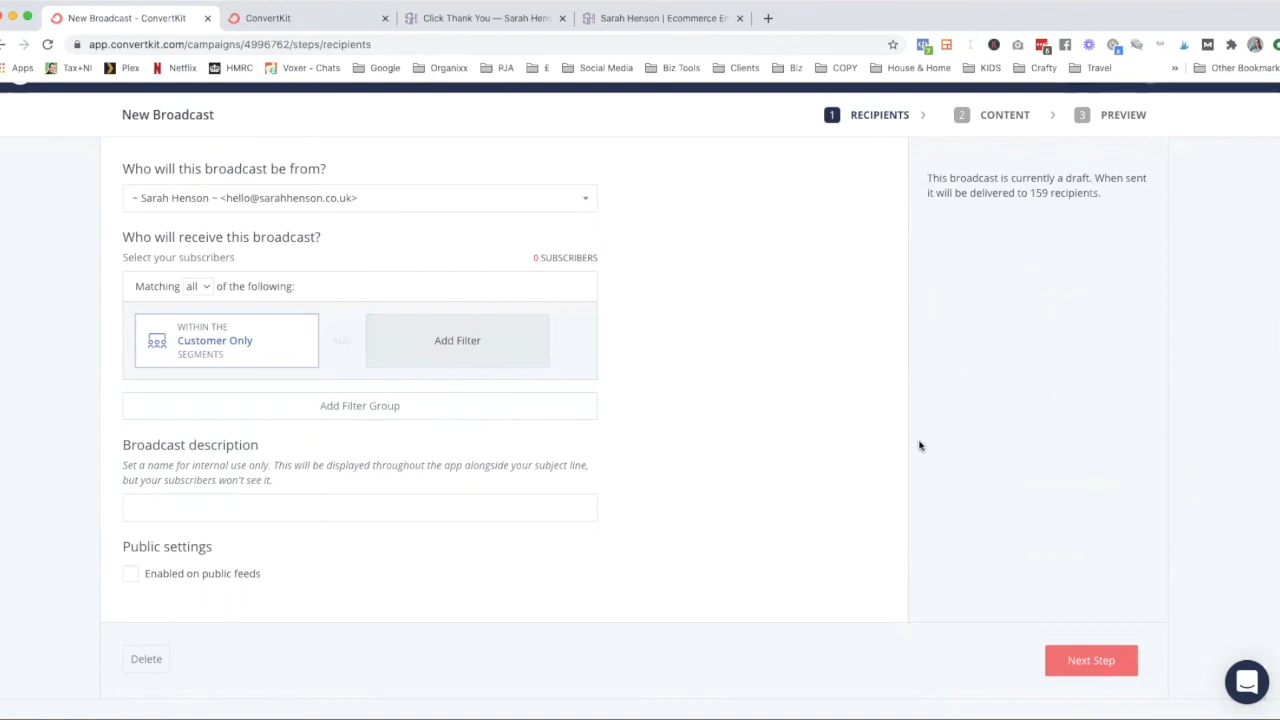 New Broadcast - ConvertKit
ConvertKit
Click Thank You — Sarah Hens
Sarah Henson | Ecommerce Er
app.convertkit.com/campaigns/4996762/steps/recipients
Apps
Tax+NI
Plex
Netflix
HMRC
Voxer - Chats
Google
Organixx
PJA
£
Social Media
Biz Tools
Clients
Biz
COPY
House & Home
KIDS
Crafty
Travel
»
Other Bookmark
New Broadcast
1 RECIPIENTS
2 CONTENT
3 PREVIEW
Who will this broadcast be from?
~ Sarah Henson ~ <hello@sarahhenson.co.uk>
This broadcast is currently a draft. When sent
it will be delivered to 159 recipients.
Who will receive this broadcast?
Select your subscribers
0 SUBSCRIBERS
Matching all of the following:
WITHIN THE
Customer Only
SEGMENTS
Add Filter
Add Filter Group
Broadcast description
Set a name for internal use only. This will be displayed throughout the app alongside your subject line,
but your subscribers won't see it.
Public settings
Enabled on public feeds
Delete
Next Step